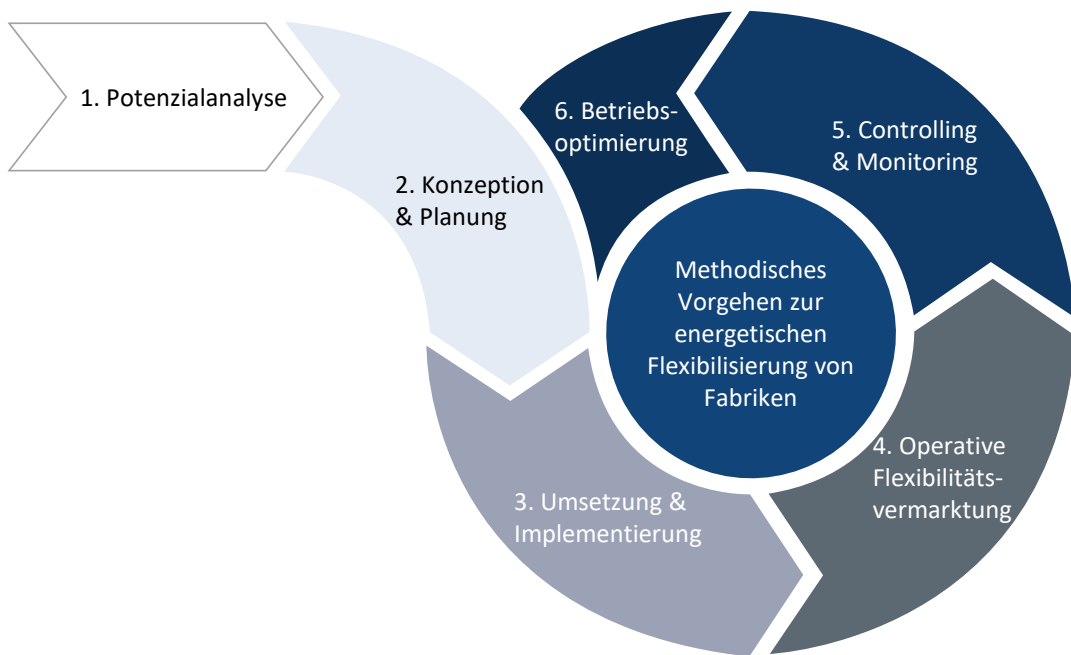 1. Potenzialanalyse
2. Konzeption
& Planung
3. Umsetzung &
Implementierung
4. Operative
Flexibilitäts-
vermarktung
5. Controlling
& Monitoring
6. Betriebs-
optimierung
Methodisches
Vorgehen zur
energetischen
Flexibilisierung von
Fabriken